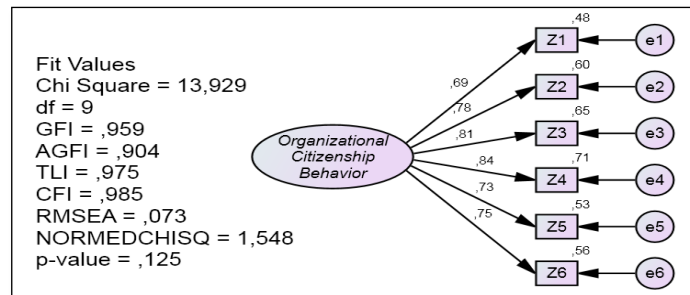 Fit Values
Chi Square = 13,929
df = 9
GFI = ,959
AGFI = ,904
TLI = ,975
CFI = ,985
RMSEA = ,073
NORMEDCHISQ = 1,548
p-value = ,125
Organizational
Citizenship
Behavior
,69
,78
,81
,84
,73
,75
,48
Z1
e1
,60
Z2
e2
,65
Z3
e3
,71
Z4
e4
,53
Z5
e5
,56
Z6
e6